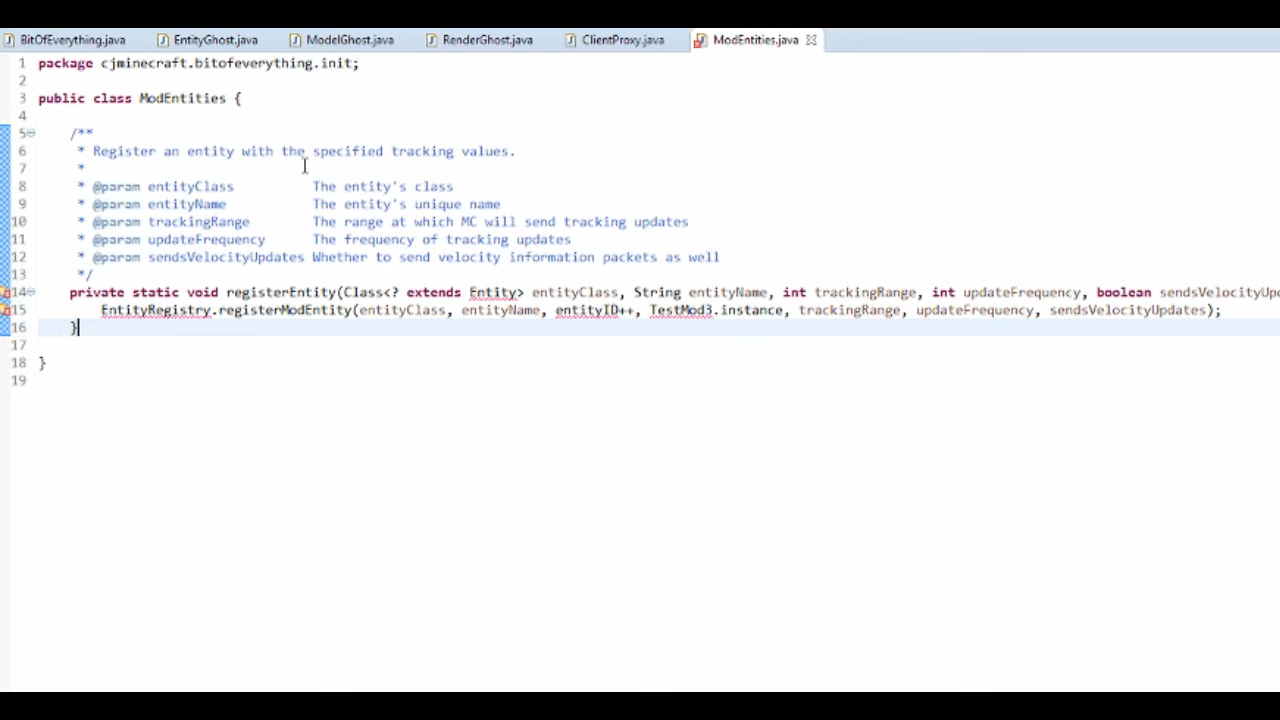 BitOfEverything.java EntityGhost.java ModelGhost.java RenderGhost.java ClientProxy.java ModEntities.java
1 package cjminecraft.bitofeverything.init;
2
3 public class ModEntities {
4
5 /**
6 * Register an entity with the specified tracking values.
7 *
8 * @param entityClass The entity's class
9 * @param entityName The entity's unique name
10 * @param trackingRange The range at which MC will send tracking updates
11 * @param updateFrequency The frequency of tracking updates
12 * @param sendsVelocityUpdates Whether to send velocity information packets as well
13 */
14 private static void registerEntity(Class<? extends Entity> entityClass, String entityName, int trackingRange, int updateFrequency, boolean sendsVelocityUp
15 EntityRegistry.registerModEntity(entityClass, entityName, entityID++, TestMod3.instance, trackingRange, updateFrequency, sendsVelocityUpdates);
16 }
17
18 }
19